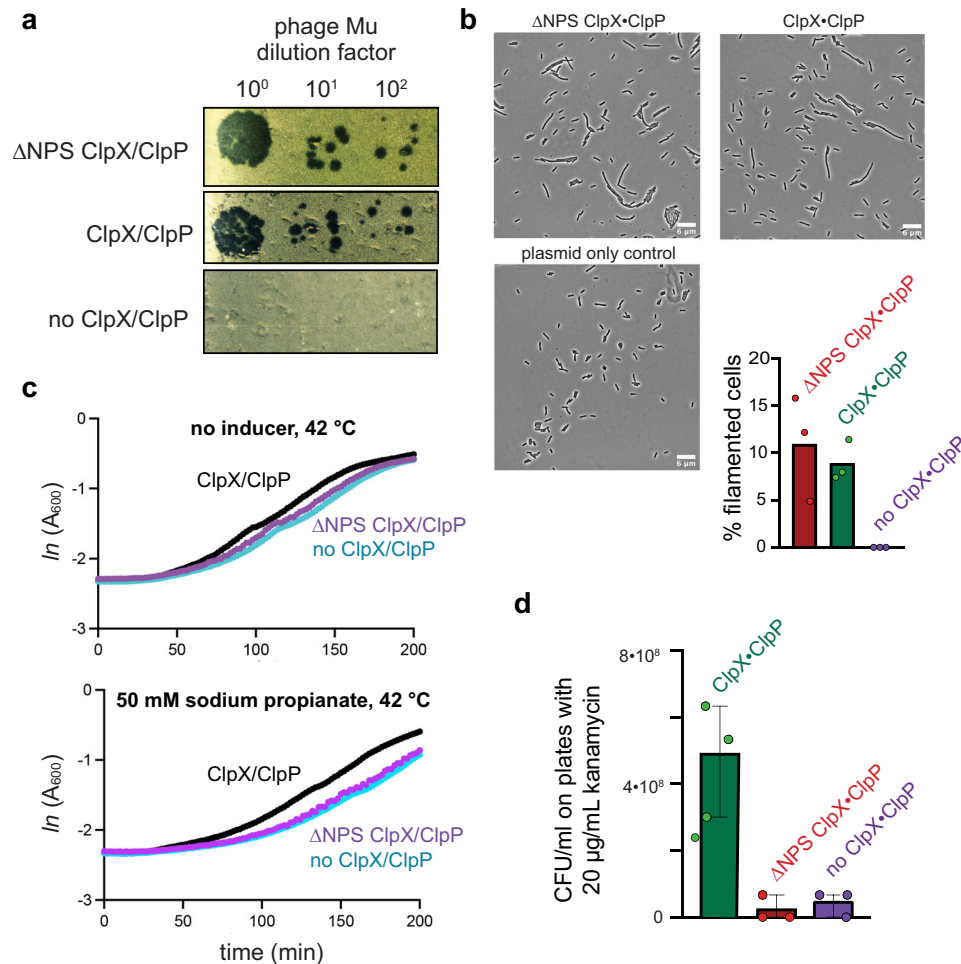 a
phage Mu
dilution factor
10⁰ 10¹ 10²
ΔNPS ClpX/ClpP
ClpX/ClpP
no ClpX/ClpP
b
ΔNPS ClpX•ClpP
ClpX•ClpP
6 µm
6 µm
plasmid only control
6 µm
% filamented cells
20
15
10
5
0
ΔNPS ClpX•ClpP
ClpX•ClpP
no ClpX•ClpP
c
no inducer, 42 °C
ln (A₆₀₀)
0
-1
-2
-3
ClpX/ClpP
ΔNPS ClpX/ClpP
no ClpX/ClpP
0 50 100 150 200
50 mM sodium propianate, 42 °C
ln (A₆₀₀)
0
-1
-2
-3
ClpX/ClpP
ΔNPS ClpX/ClpP
no ClpX/ClpP
0 50 100 150 200
time (min)
d
CFU/ml on plates with
20 µg/mL kanamycin
8•10⁸
4•10⁸
0
ClpX•ClpP
ΔNPS ClpX•ClpP
no ClpX•ClpP